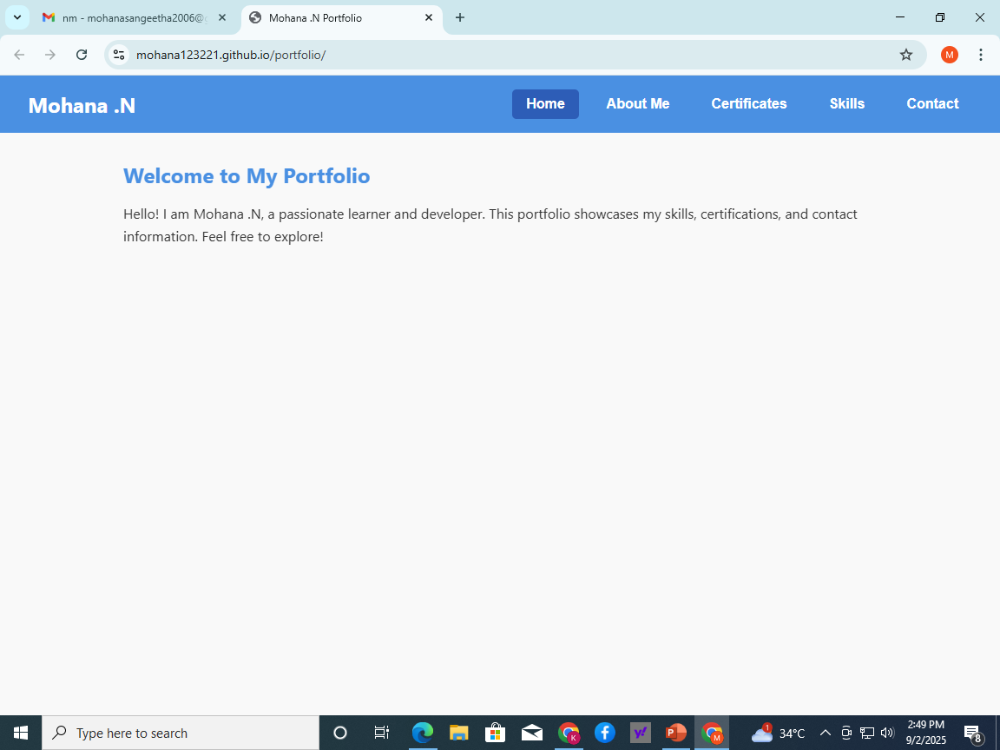 nm - mohanasangeetha2006@
Mohana .N Portfolio
mohana123221.github.io/portfolio/
M
Mohana .N
Home
About Me
Certificates
Skills
Contact
Welcome to My Portfolio
Hello! I am Mohana .N, a passionate learner and developer. This portfolio showcases my skills, certifications, and contact
information. Feel free to explore!
Type here to search
K
y!
P
M
1
34°C
2:49 PM
9/2/2025
8